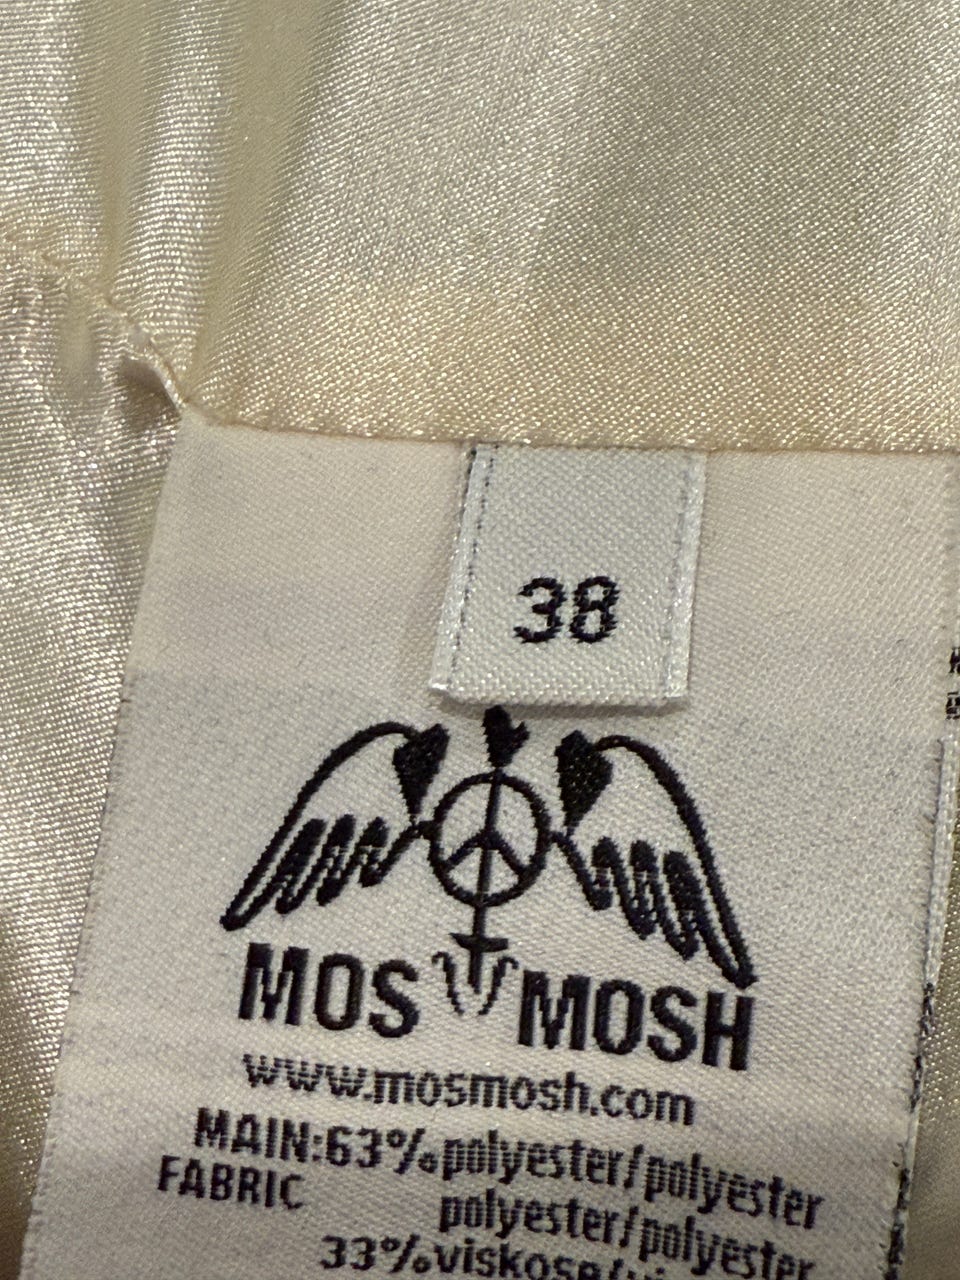 38
MOS MOSH
www.mosmosh.com
MAIN:63% polyester/polyester
FABRIC
polyester/polyester
33% viskose/